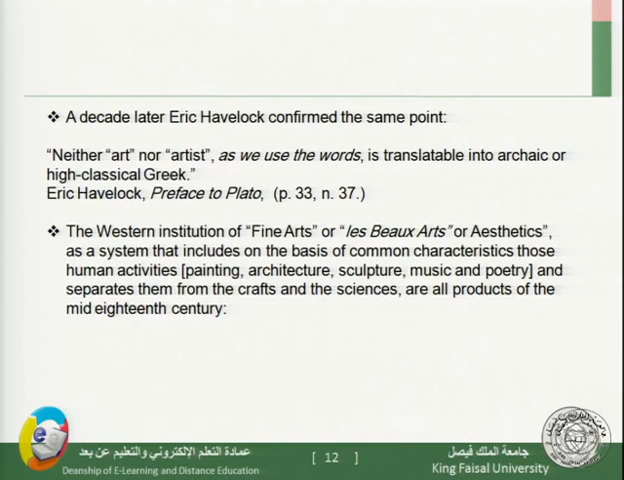 ❖ A decade later Eric Havelock confirmed the same point:
“Neither “art” nor “artist”, as we use the words, is translatable into archaic or
high-classical Greek.”
Eric Havelock, Preface to Plato, (p. 33, n. 37.)
❖ The Western institution of “Fine Arts” or “les Beaux Arts” or Aesthetics”,
as a system that includes on the basis of common characteristics those
human activities [painting, architecture, sculpture, music and poetry] and
separates them from the crafts and the sciences, are all products of the
mid eighteenth century:
عمادة التعلم الإلكتروني والتعليم عن بعد
Deanship of E-Learning and Distance Education
[ 12 ]
جامعة الملك فيصل
King Faisal University